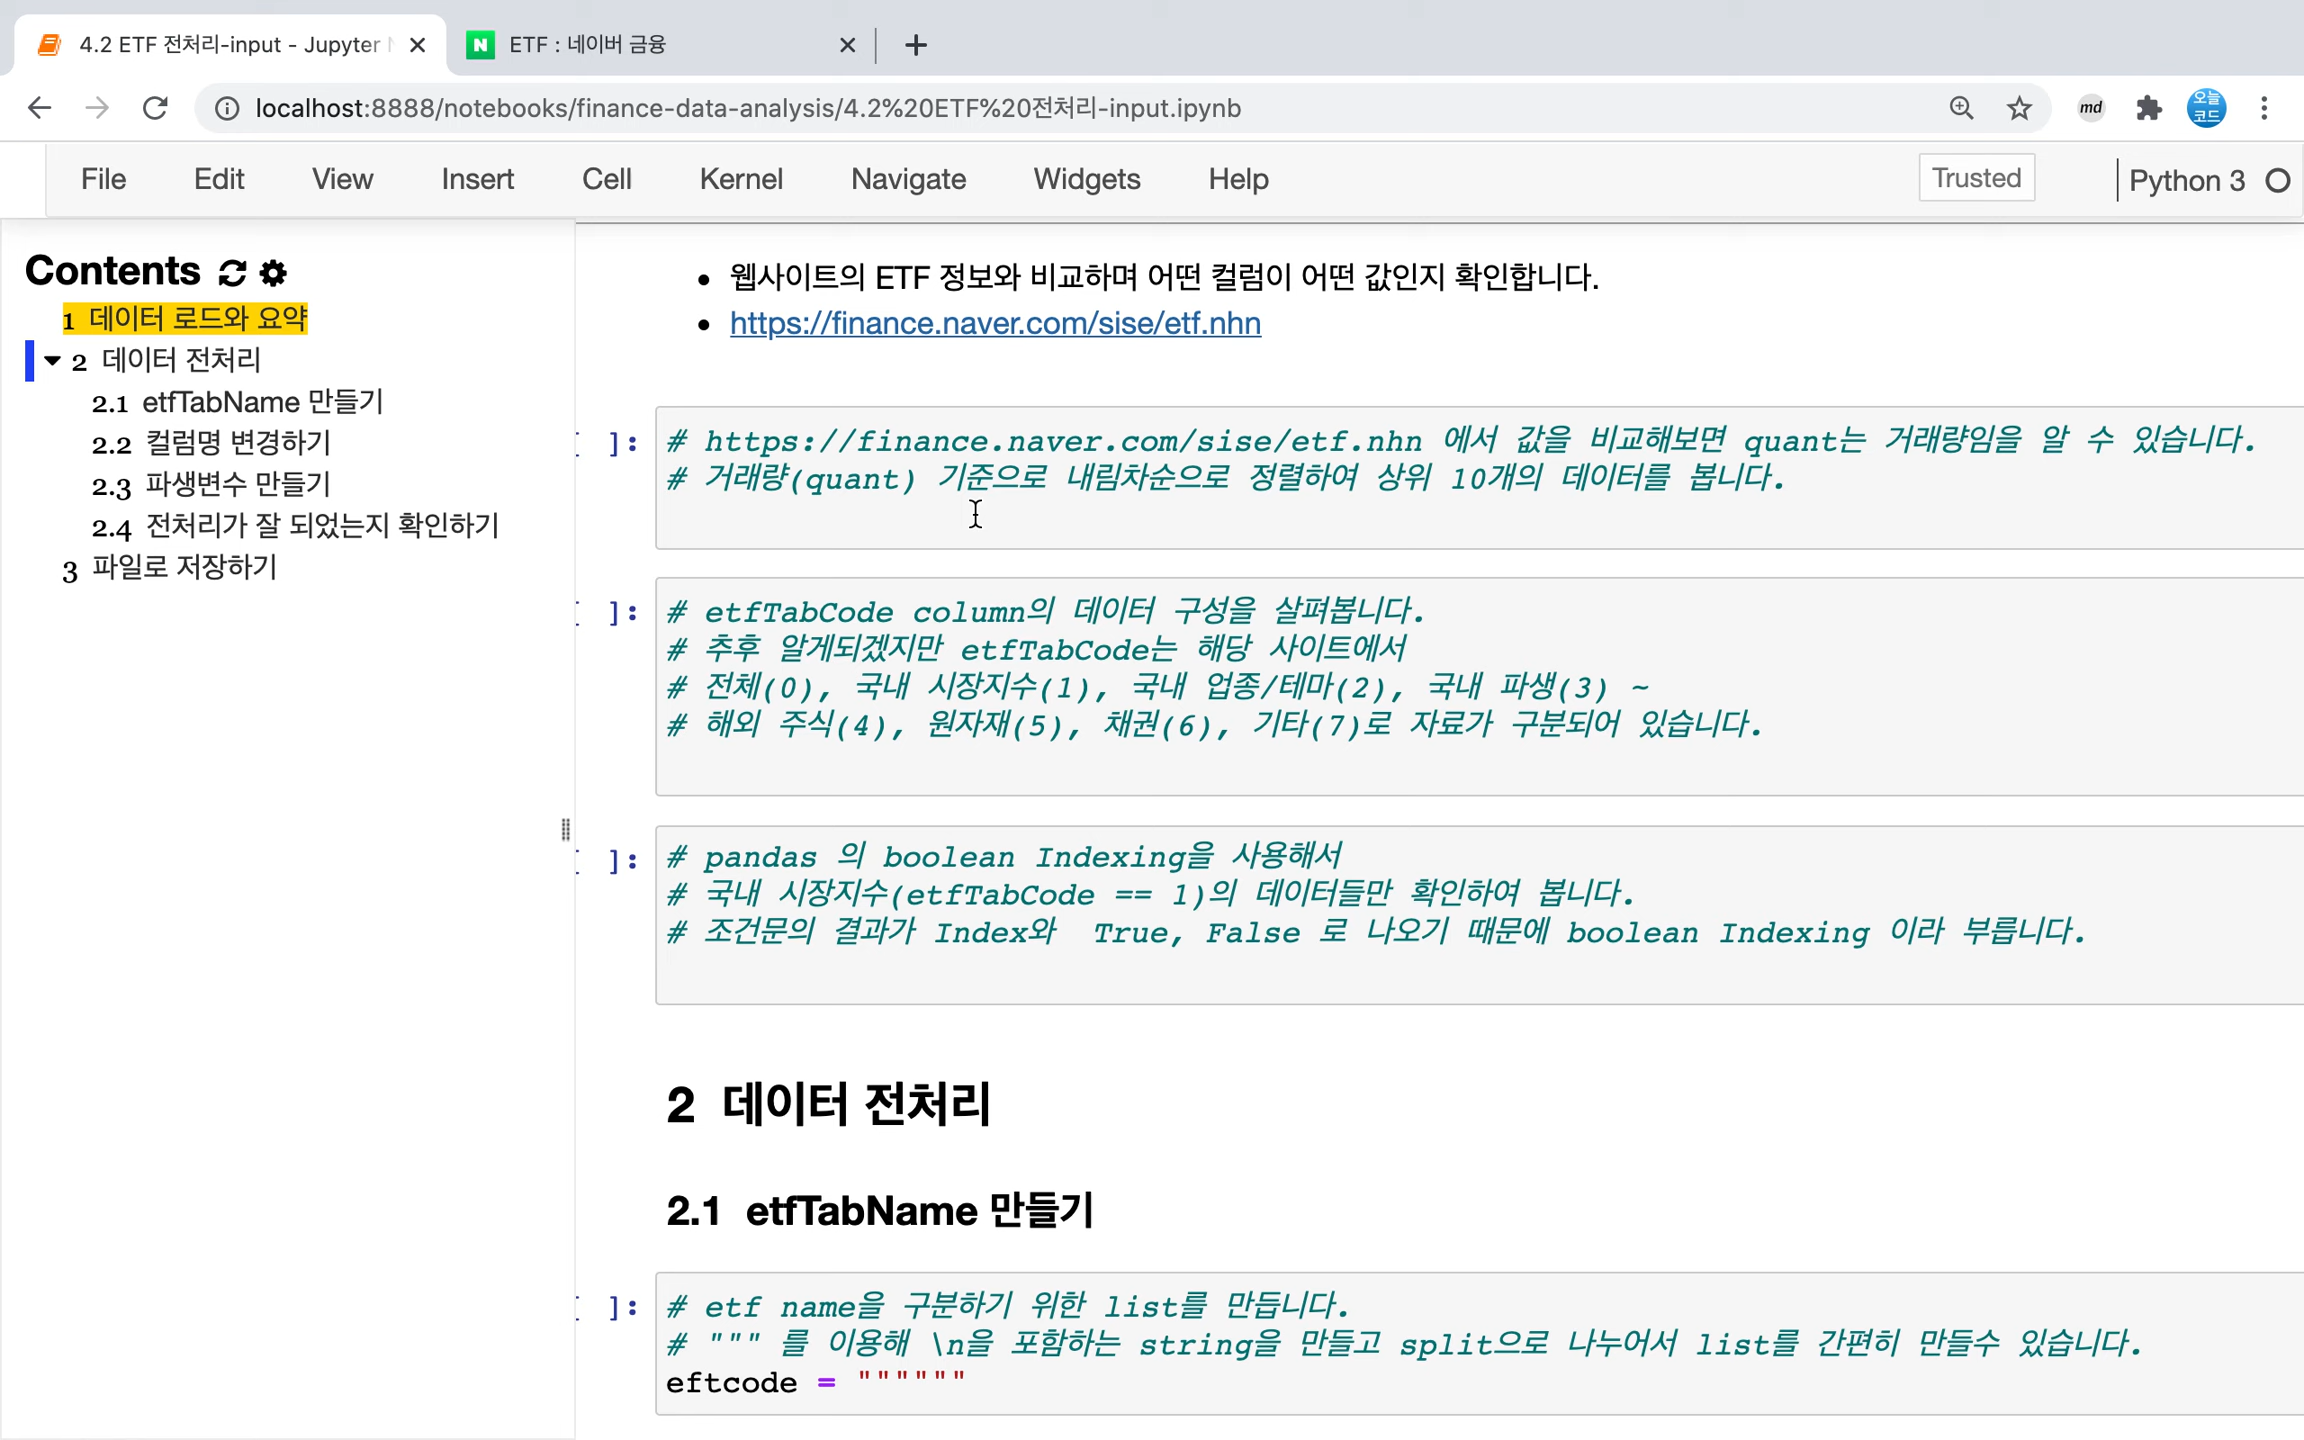 4.2 ETF 전처리-input - Jupyter
ETF : 네이버 금융
localhost:8888/notebooks/finance-data-analysis/4.2%20ETF%20전처리-input.ipynb
md
오늘
코드
File Edit View Insert Cell Kernel Navigate Widgets Help
Trusted
Python 3
Contents
1 데이터 로드와 요약
2 데이터 전처리
2.1 etfTabName 만들기
2.2 컬럼명 변경하기
2.3 파생변수 만들기
2.4 전처리가 잘 되었는지 확인하기
3 파일로 저장하기
• 웹사이트의 ETF 정보와 비교하며 어떤 컬럼이 어떤 값인지 확인합니다.
• https://finance.naver.com/sise/etf.nhn
[ ]: # https://finance.naver.com/sise/etf.nhn 에서 값을 비교해보면 quant는 거래량임을 알 수 있습니다.
# 거래량(quant) 기준으로 내림차순으로 정렬하여 상위 10개의 데이터를 봅니다.
[ ]: # etfTabCode column의 데이터 구성을 살펴봅니다.
# 추후 알게되겠지만 etfTabCode는 해당 사이트에서
# 전체(0), 국내 시장지수(1), 국내 업종/테마(2), 국내 파생(3) ~
# 해외 주식(4), 원자재(5), 채권(6), 기타(7)로 자료가 구분되어 있습니다.
[ ]: # pandas 의 boolean Indexing을 사용해서
# 국내 시장지수(etfTabCode == 1)의 데이터들만 확인하여 봅니다.
# 조건문의 결과가 Index와  True, False 로 나오기 때문에 boolean Indexing 이라 부릅니다.
2 데이터 전처리
2.1 etfTabName 만들기
[ ]: # etf name을 구분하기 위한 list를 만듭니다.
# """ 를 이용해 \n을 포함하는 string을 만들고 split으로 나누어서 list를 간편히 만들수 있습니다.
eftcode = """"""